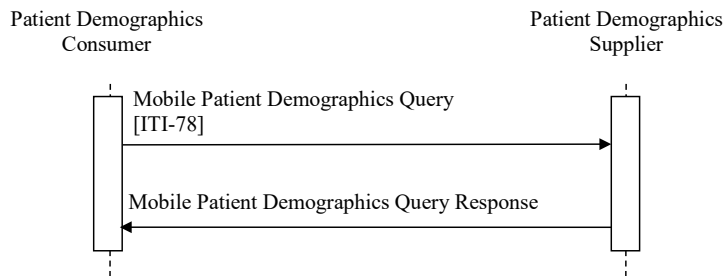 Patient Demographics
Consumer
Patient Demographics
Supplier
Mobile Patient Demographics Query
[ITI-78]
Mobile Patient Demographics Query Response